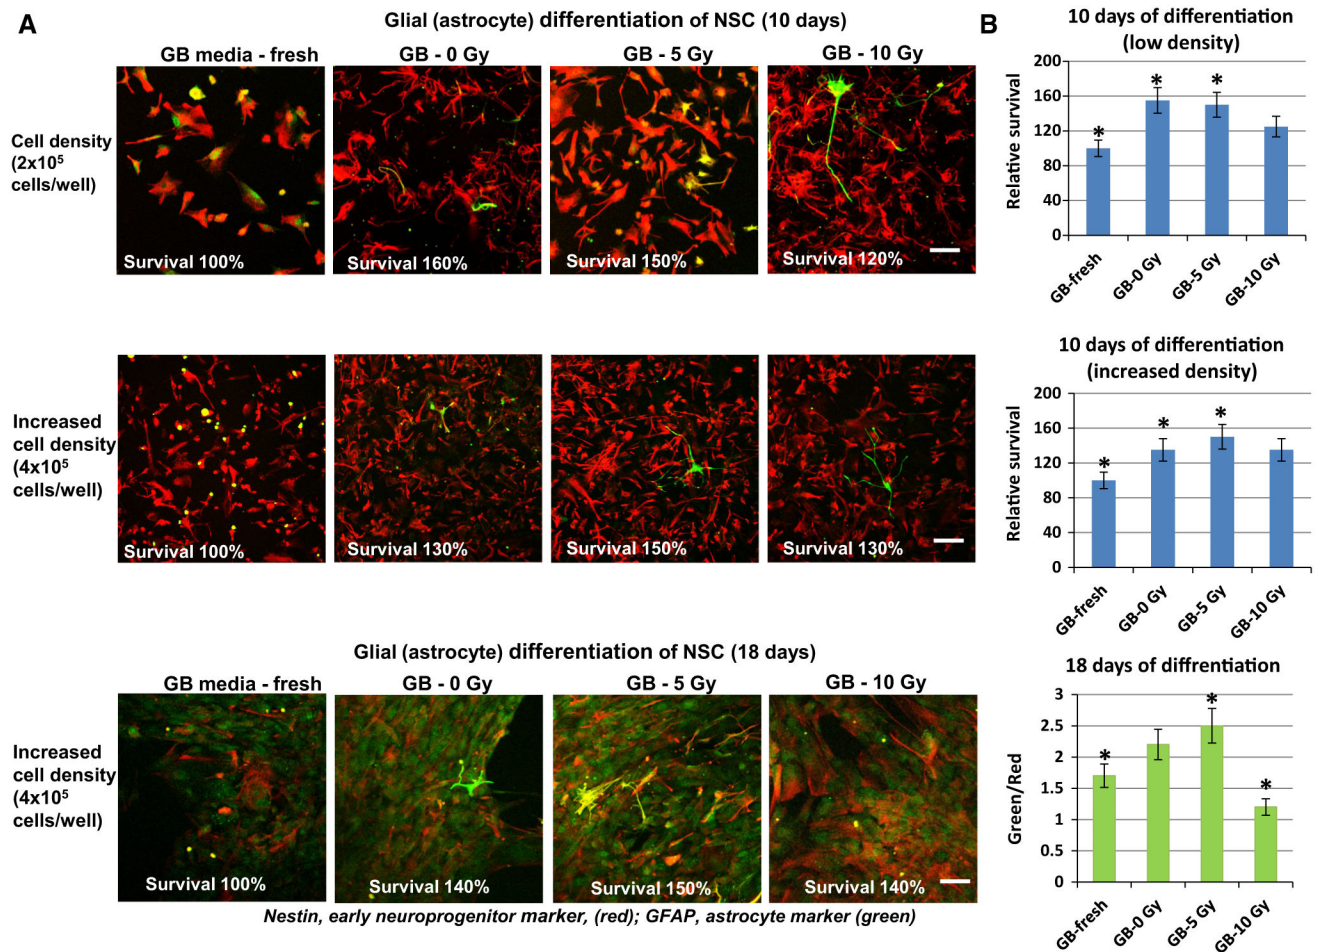 A
Glial (astrocyte) differentiation of NSC (10 days)
GB media - fresh
GB - 0 Gy
GB - 5 Gy
GB - 10 Gy
Cell density
(2x10⁵
cells/well)
Survival 100%
Survival 160%
Survival 150%
Survival 120%
Increased
cell density
(4x10⁵
cells/well)
Survival 100%
Survival 130%
Survival 150%
Survival 130%
Glial (astrocyte) differentiation of NSC (18 days)
GB media - fresh
GB - 0 Gy
GB - 5 Gy
GB - 10 Gy
Increased
cell density
(4x10⁵
cells/well)
Survival 100%
Survival 140%
Survival 150%
Survival 140%
Nestin, early neuroprogenitor marker, (red); GFAP, astrocyte marker (green)
B
10 days of differentiation
(low density)
Relative survival
200
160
120
80
40
0
*
*
*
GB-fresh
GB-0 Gy
GB-5 Gy
GB-10 Gy
10 days of differentiation
(increased density)
Relative survival
200
160
120
80
40
0
*
*
*
GB-fresh
GB-0 Gy
GB-5 Gy
GB-10 Gy
18 days of diffrentiation
Green/Red
3
2.5
2
1.5
1
0.5
0
*
*
*
GB-fresh
GB-0 Gy
GB-5 Gy
GB-10 Gy